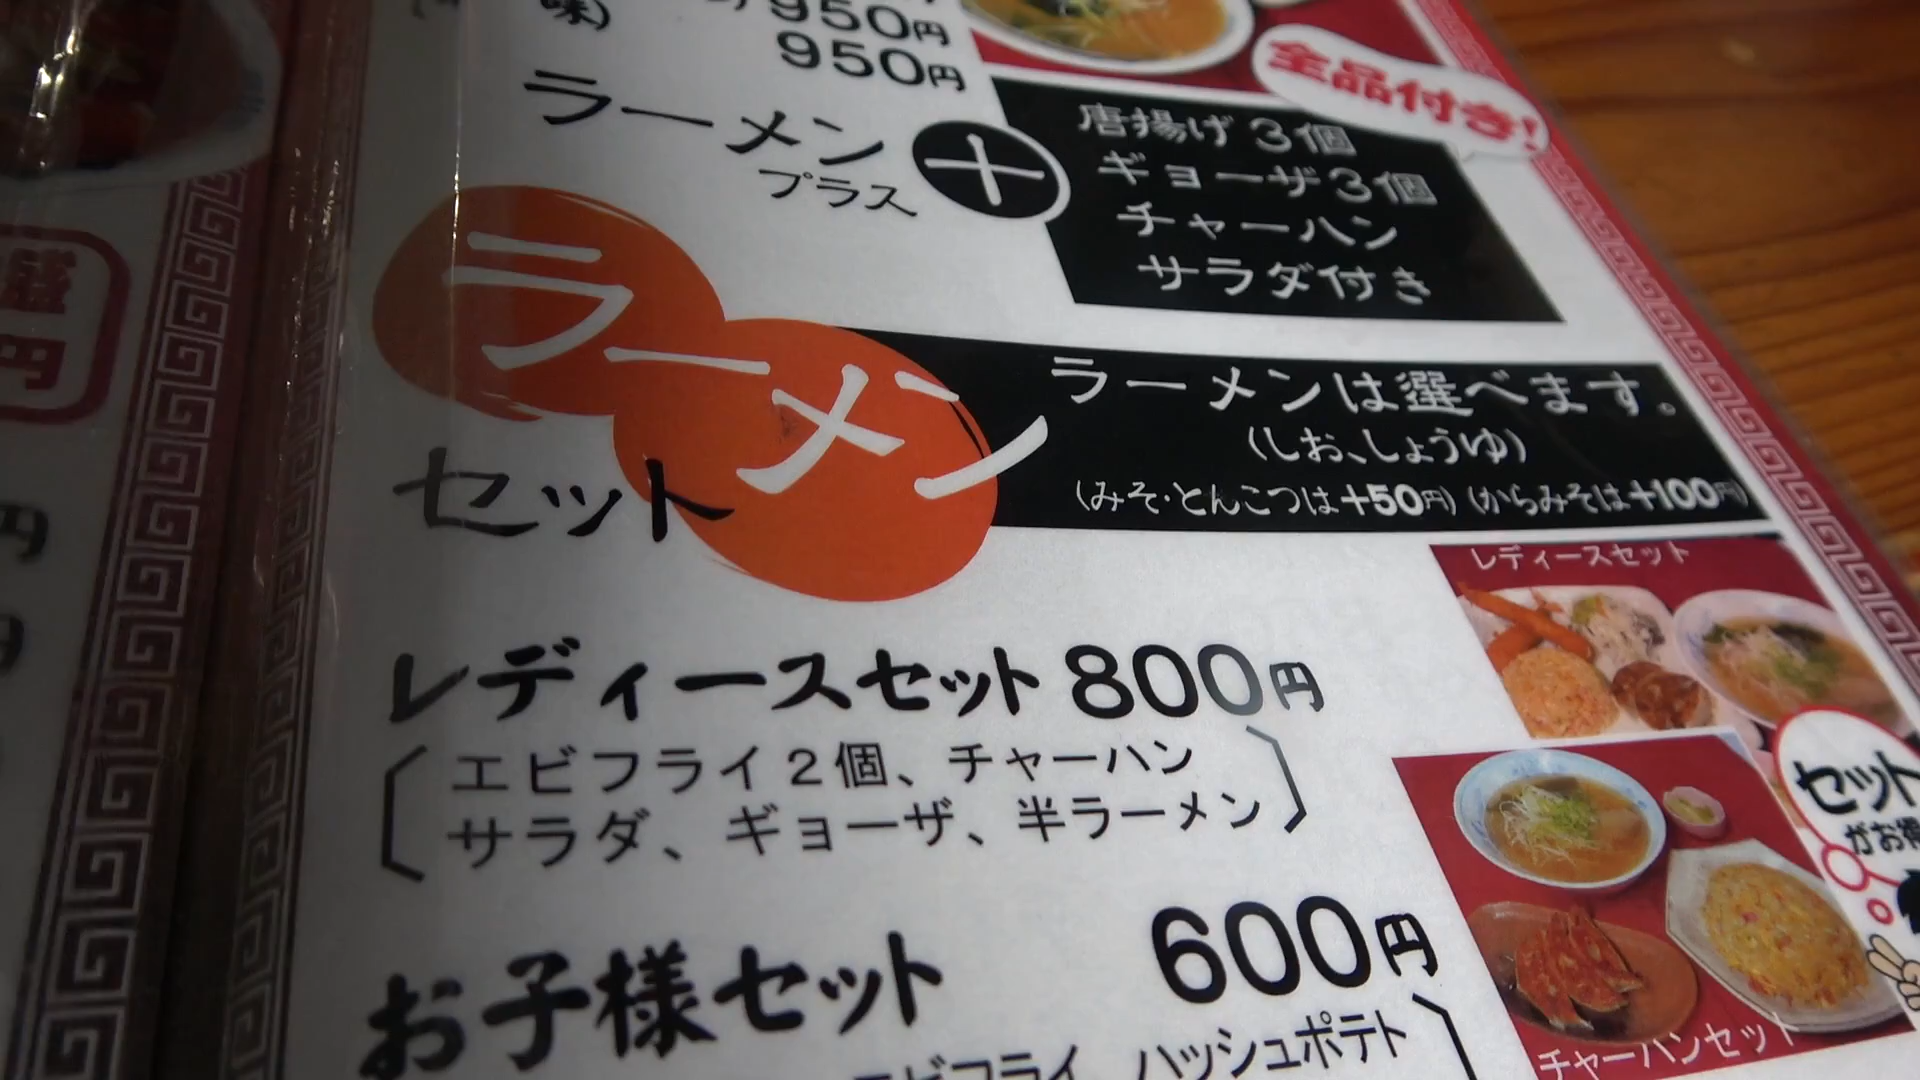 味)
950円
950円
全品付き!
ラーメン
プラス
+
唐揚げ3個
ギョーザ3個
チャーハン
サラダ付き
ラーメン
セット
ラーメンは選べます。
(しお、しょうゆ)
(みそ・とんこつは+50円)(からみそは+100円)
盛
円
円
レディースセット
レディースセット 800円
エビフライ2個、チャーハン
サラダ、ギョーザ、半ラーメン
セット
がお得
お子様セット 600円
エビフライ ハッシュポテト
チャーハンセット